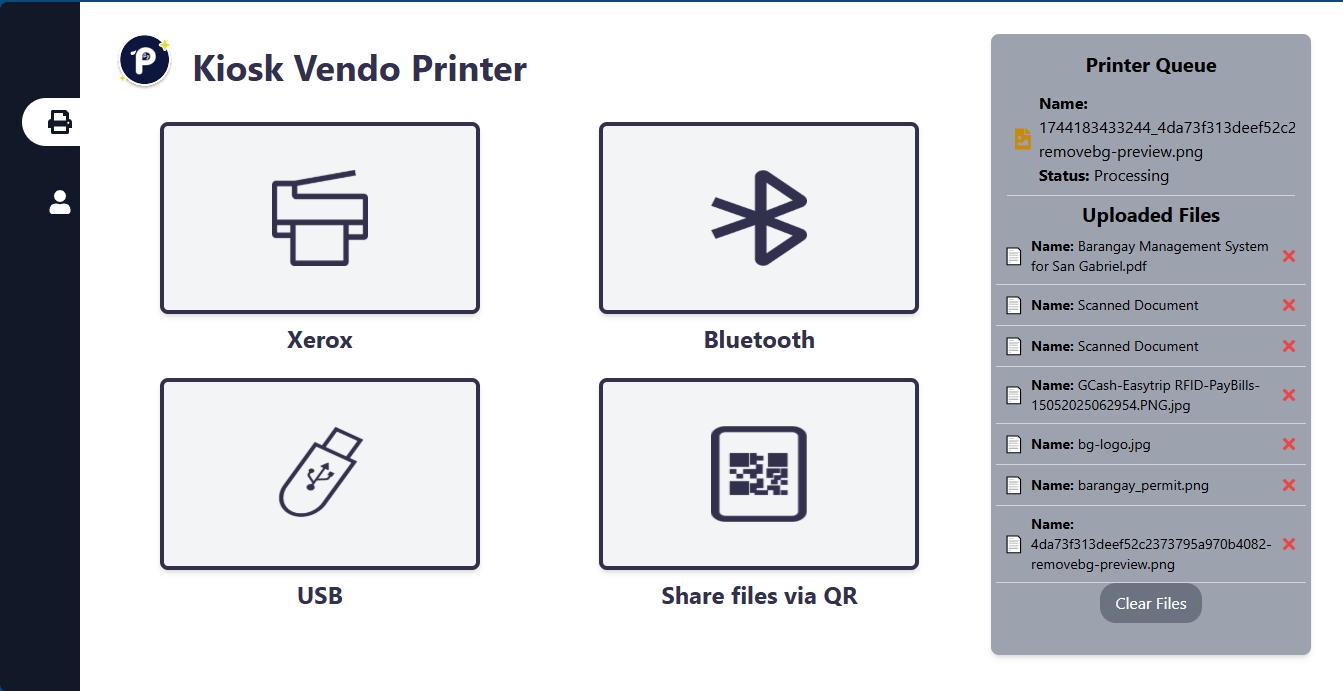 Kiosk Vendo Printer
Xerox
Bluetooth
USB
Share files via QR
Printer Queue
Name:
1744183433244_4da73f313deef52c2
removebg-preview.png
Status: Processing
Uploaded Files
Name: Barangay Management System
for San Gabriel.pdf
Name: Scanned Document
Name: Scanned Document
Name: GCash-Easytrip RFID-PayBills-
15052025062954.PNG.jpg
Name: bg-logo.jpg
Name: barangay_permit.png
Name:
4da73f313deef52c2373795a970b4082-
removebg-preview.png
Clear Files